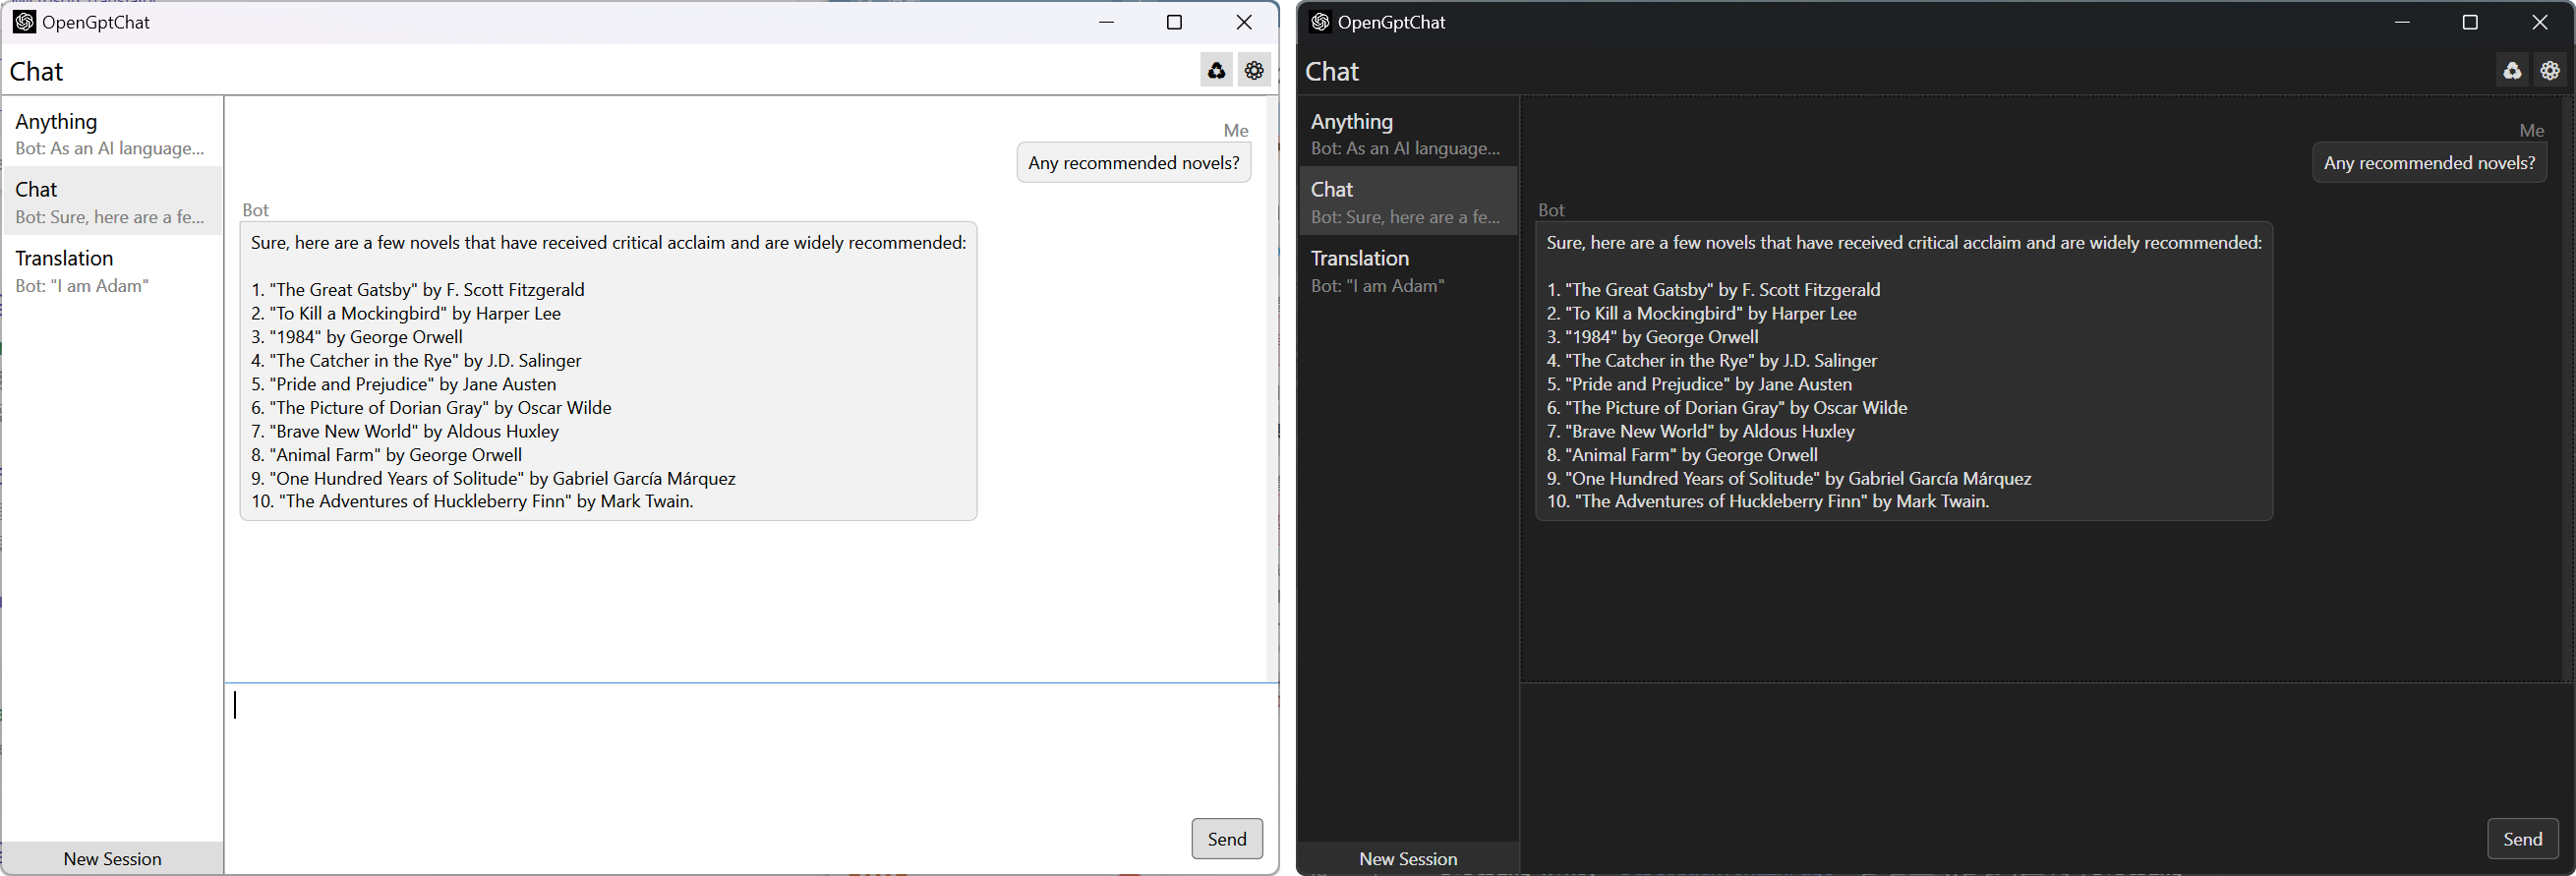 OpenGptChat
Chat
Anything
Bot: As an AI language...
Chat
Bot: Sure, here are a fe...
Translation
Bot: "I am Adam"
New Session
Me
Any recommended novels?
Bot
Sure, here are a few novels that have received critical acclaim and are widely recommended:
1. "The Great Gatsby" by F. Scott Fitzgerald
2. "To Kill a Mockingbird" by Harper Lee
3. "1984" by George Orwell
4. "The Catcher in the Rye" by J.D. Salinger
5. "Pride and Prejudice" by Jane Austen
6. "The Picture of Dorian Gray" by Oscar Wilde
7. "Brave New World" by Aldous Huxley
8. "Animal Farm" by George Orwell
9. "One Hundred Years of Solitude" by Gabriel García Márquez
10. "The Adventures of Huckleberry Finn" by Mark Twain.
Send
OpenGptChat
Chat
Anything
Bot: As an AI language...
Chat
Bot: Sure, here are a fe...
Translation
Bot: "I am Adam"
New Session
Me
Any recommended novels?
Bot
Sure, here are a few novels that have received critical acclaim and are widely recommended:
1. "The Great Gatsby" by F. Scott Fitzgerald
2. "To Kill a Mockingbird" by Harper Lee
3. "1984" by George Orwell
4. "The Catcher in the Rye" by J.D. Salinger
5. "Pride and Prejudice" by Jane Austen
6. "The Picture of Dorian Gray" by Oscar Wilde
7. "Brave New World" by Aldous Huxley
8. "Animal Farm" by George Orwell
9. "One Hundred Years of Solitude" by Gabriel García Márquez
10. "The Adventures of Huckleberry Finn" by Mark Twain.
Send